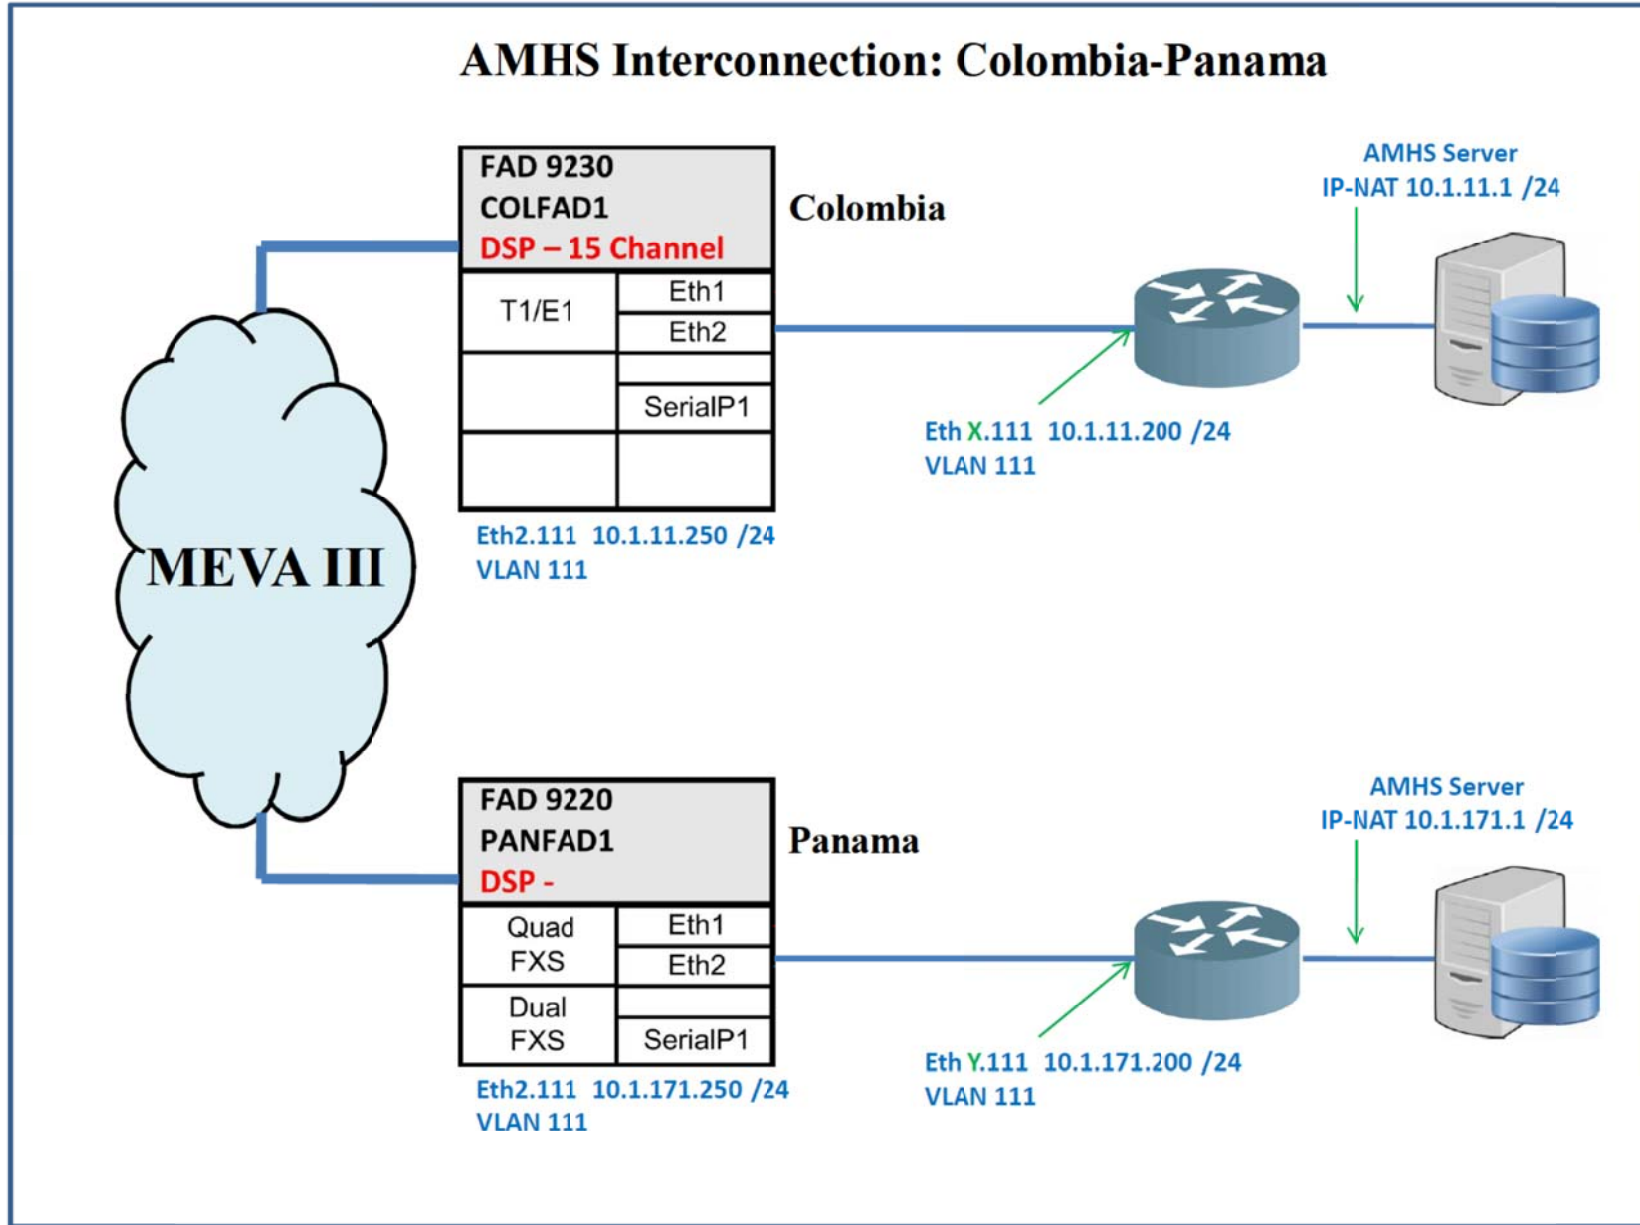 AMHS Interconnection: Colombia-Panama
FAD 9230
COLFAD1
DSP – 15 Channel
T1/E1
Eth1
Eth2
SerialP1
Eth2.111 10.1.11.250 /24
VLAN 111
Colombia
Eth X.111 10.1.11.200 /24
VLAN 111
AMHS Server
IP-NAT 10.1.11.1 /24
MEVA III
FAD 9220
PANFAD1
DSP -
Quad
FXS
Dual
FXS
Eth1
Eth2
SerialP1
Eth2.111 10.1.171.250 /24
VLAN 111
Panama
Eth Y.111 10.1.171.200 /24
VLAN 111
AMHS Server
IP-NAT 10.1.171.1 /24